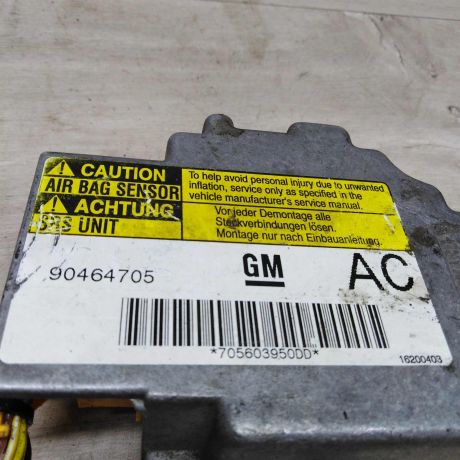 CAUTION
AIR BAG SENSOR
ACHTUNG
SRS UNIT
To help avoid personal injury due to unwanted
inflation, service only as specified in the
vehicle manufacturer's service manual.
Vor jeder Demontage alle
Steckverbindungen lösen.
Montage nur nach Einbauanleitung.
90464705
GM
AC
*705603950DD*
16200403